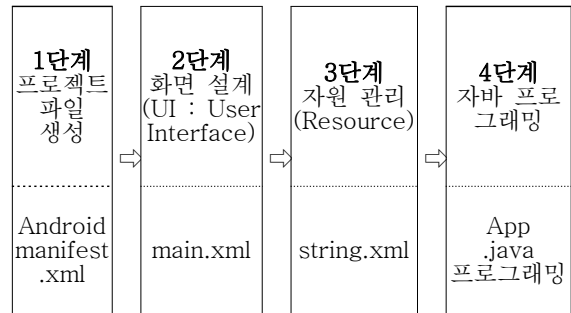 1단계
프로젝트
파일
생성
2단계
화면 설계
(UI : User
Interface)
3단계
자원 관리
(Resource)
4단계
자바 프로
그래밍
⇨
⇨
⇨
Android
manifest
.xml
main.xml
string.xml
App
.java
프로그래밍